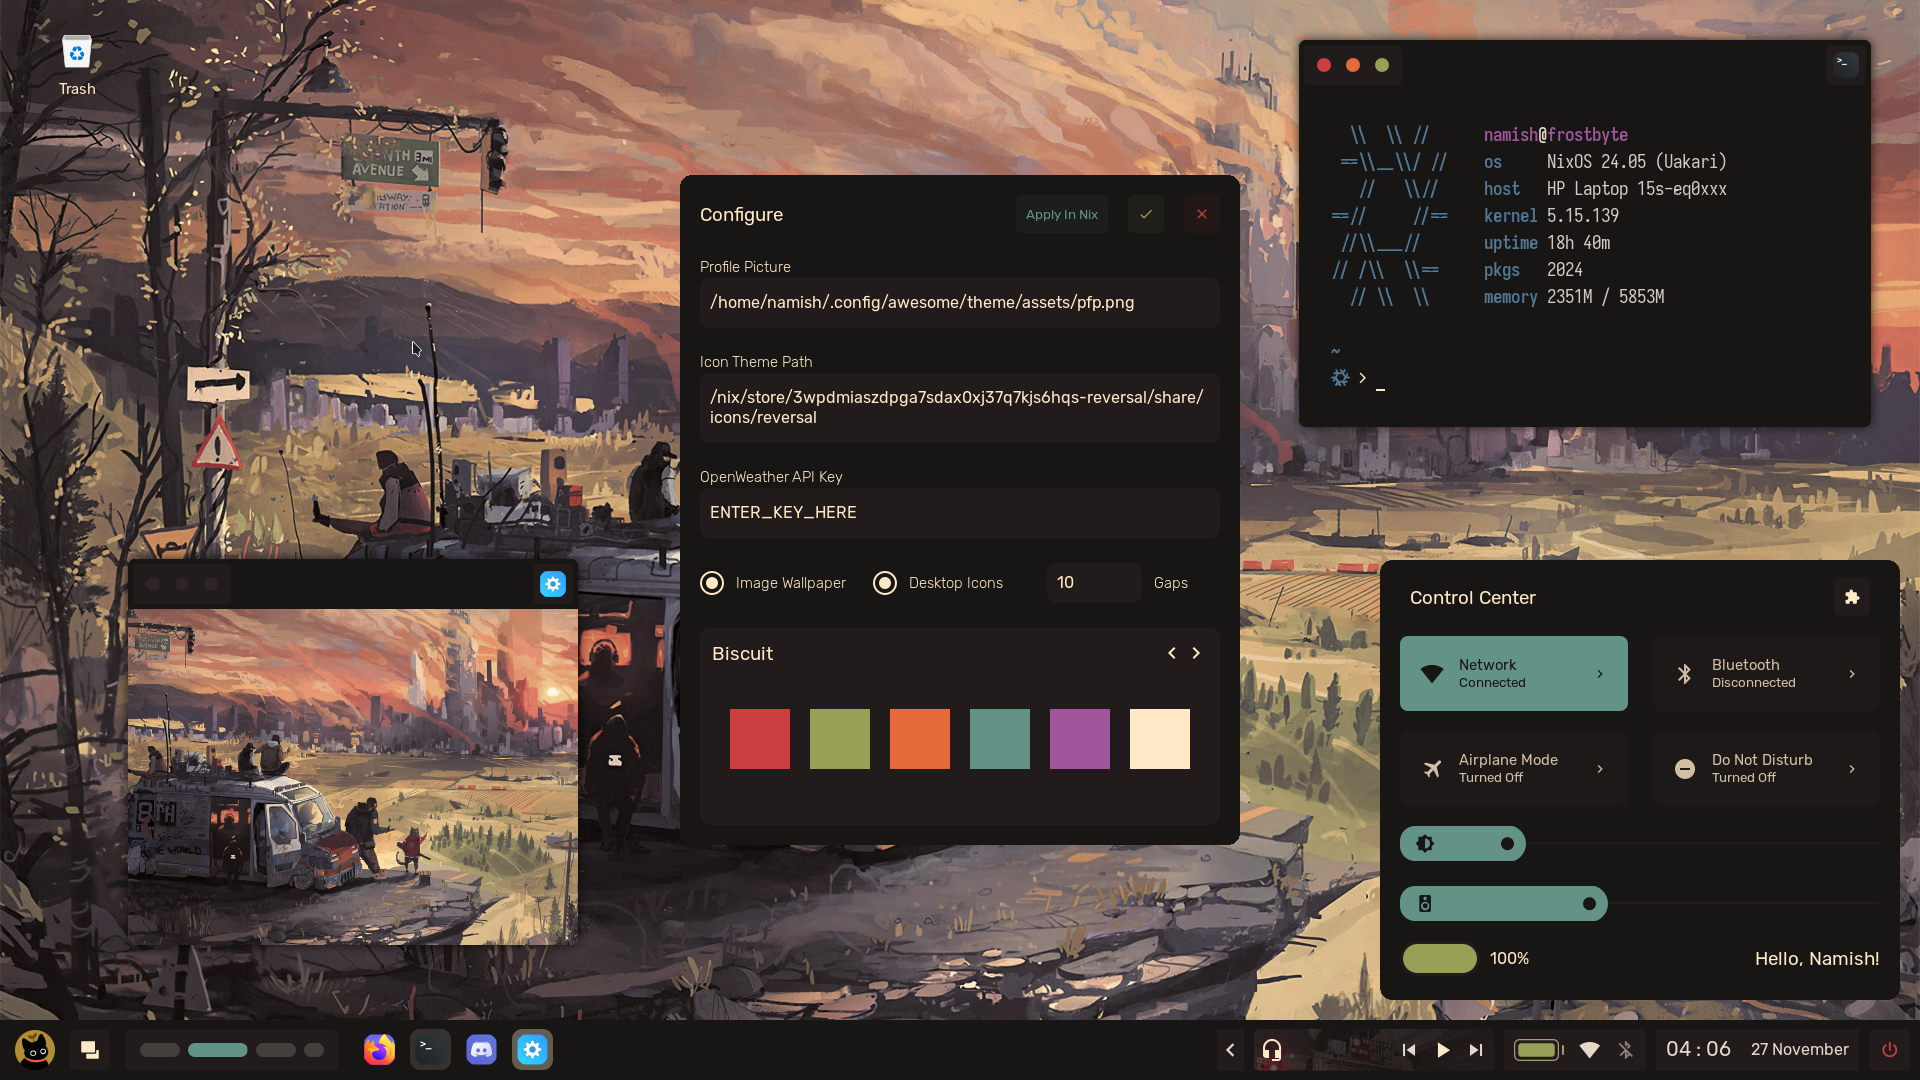 Trash
AVENUE
3MI
namish@frostbyte
os NixOS 24.05 (Uakari)
host HP Laptop 15s-eq0xxx
kernel 5.15.139
uptime 18h 40m
pkgs 2024
memory 2351M / 5853M
~
> _
Configure
Apply In Nix
Profile Picture
/home/namish/.config/awesome/theme/assets/pfp.png
Icon Theme Path
/nix/store/3wpdmiaszdpga7sdax0xj37q7kjs6hqs-reversal/share/
icons/reversal
OpenWeather API Key
ENTER_KEY_HERE
Image Wallpaper
Desktop Icons
10 Gaps
Biscuit
Control Center
Network
Connected
Bluetooth
Disconnected
Airplane Mode
Turned Off
Do Not Disturb
Turned Off
100%
Hello, Namish!
04 : 06
27 November